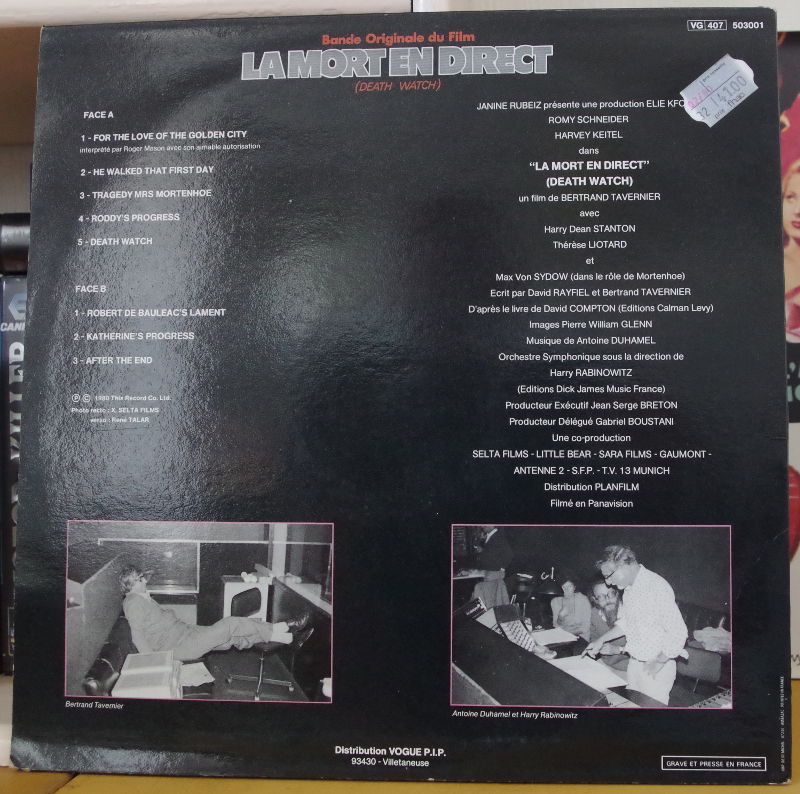 VG 407 503001
Bande Originale du Film
LA MORT EN DIRECT
(DEATH WATCH)
41.00
fnac
FACE A
1 - FOR THE LOVE OF THE GOLDEN CITY
interprété par Roger Mason avec son aimable autorisation
2 - HE WALKED THAT FIRST DAY
3 - TRAGEDY MRS MORTENHOE
4 - RODDY'S PROGRESS
5 - DEATH WATCH
FACE B
1 - ROBERT DE BAULEAC'S LAMENT
2 - KATHERINE'S PROGRESS
3 - AFTER THE END
℗ © 1980 This Record Co. Ltd.
Photo recto : X. SELTA FILMS
verso : René TALAR
JANINE RUBEIZ présente une production ELIE KFO
ROMY SCHNEIDER
HARVEY KEITEL
dans
"LA MORT EN DIRECT"
(DEATH WATCH)
un film de BERTRAND TAVERNIER
avec
Harry Dean STANTON
Thérèse LIOTARD
et
Max Von SYDOW (dans le rôle de Mortenhoe)
Ecrit par David RAYFIEL et Bertrand TAVERNIER
D'après le livre de David COMPTON (Editions Calman Levy)
Images Pierre William GLENN
Musique de Antoine DUHAMEL
Orchestre Symphonique sous la direction de
Harry RABINOWITZ
(Editions Dick James Music France)
Producteur Exécutif Jean Serge BRETON
Producteur Délégué Gabriel BOUSTANI
Une co-production
SELTA FILMS - LITTLE BEAR - SARA FILMS - GAUMONT -
ANTENNE 2 - S.F.P. - T.V. 13 MUNICH
Distribution PLANFILM
Filmé en Panavision
Bertrand Tavernier
Antoine Duhamel et Harry Rabinowitz
Distribution VOGUE P.I.P.
93430 - Villetaneuse
GRAVE ET PRESSE EN FRANCE